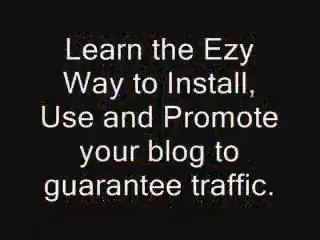 Learn the Ezy
Way to Install,
Use and Promote
your blog to
guarantee traffic.